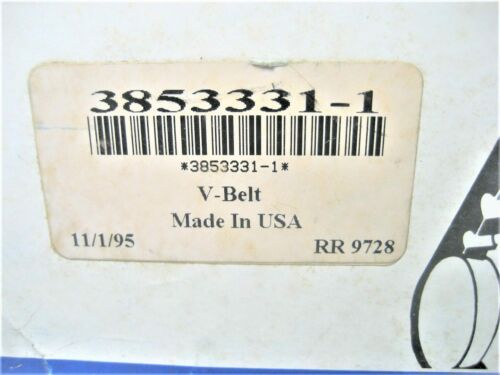 3853331-1
*3853331-1*
V-Belt
Made In USA
11/1/95 RR 9728